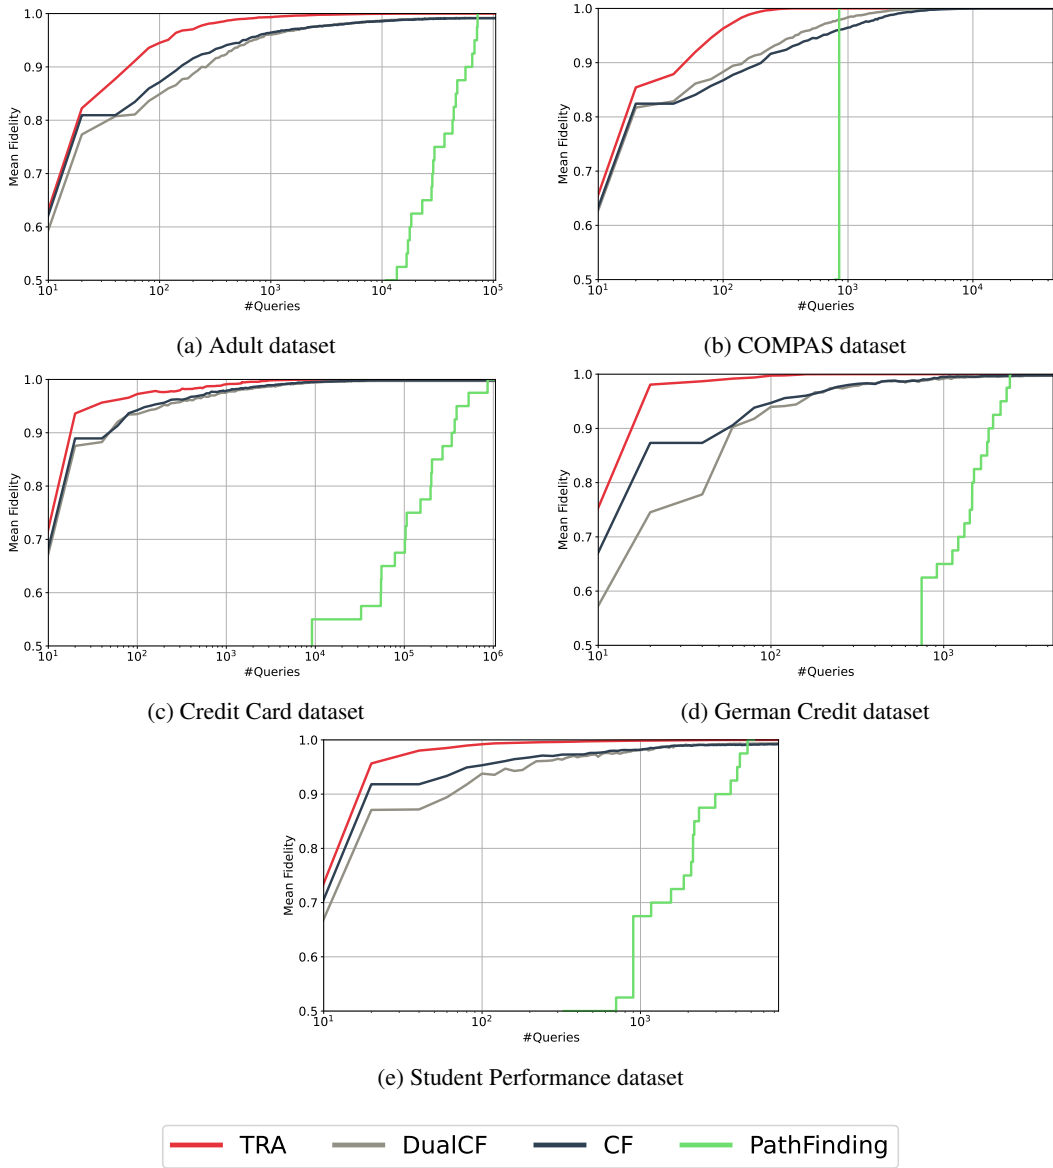 1.0
0.9
0.8
0.7
0.6
0.5
Mean Fidelity
10^1 10^2 10^3 10^4 10^5
#Queries
(a) Adult dataset
1.0
0.9
0.8
0.7
0.6
0.5
Mean Fidelity
10^1 10^2 10^3 10^4
#Queries
(b) COMPAS dataset
1.0
0.9
0.8
0.7
0.6
0.5
Mean Fidelity
10^1 10^2 10^3 10^4 10^5 10^6
#Queries
(c) Credit Card dataset
1.0
0.9
0.8
0.7
0.6
0.5
Mean Fidelity
10^1 10^2 10^3
#Queries
(d) German Credit dataset
1.0
0.9
0.8
0.7
0.6
0.5
Mean Fidelity
10^1 10^2 10^3
#Queries
(e) Student Performance dataset
TRA DualCF CF PathFinding